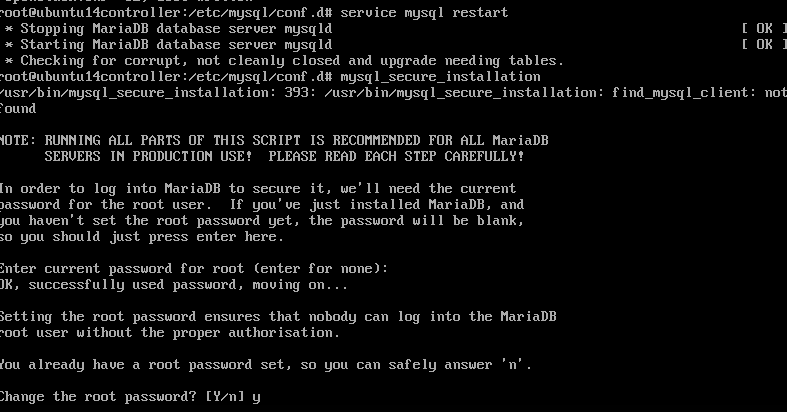 root@ubuntu14controller:/etc/mysql/conf.d# service mysql restart
 * Stopping MariaDB database server mysqld [ OK ]
 * Starting MariaDB database server mysqld [ OK ]
 * Checking for corrupt, not cleanly closed and upgrade needing tables.
root@ubuntu14controller:/etc/mysql/conf.d# mysql_secure_installation
/usr/bin/mysql_secure_installation: 393: /usr/bin/mysql_secure_installation: find_mysql_client: not
found
NOTE: RUNNING ALL PARTS OF THIS SCRIPT IS RECOMMENDED FOR ALL MariaDB
SERVERS IN PRODUCTION USE!  PLEASE READ EACH STEP CAREFULLY!
In order to log into MariaDB to secure it, we'll need the current
password for the root user.  If you've just installed MariaDB, and
you haven't set the root password yet, the password will be blank,
so you should just press enter here.
Enter current password for root (enter for none):
OK, successfully used password, moving on...
Setting the root password ensures that nobody can log into the MariaDB
root user without the proper authorisation.
You already have a root password set, so you can safely answer 'n'.
Change the root password? [Y/n] y